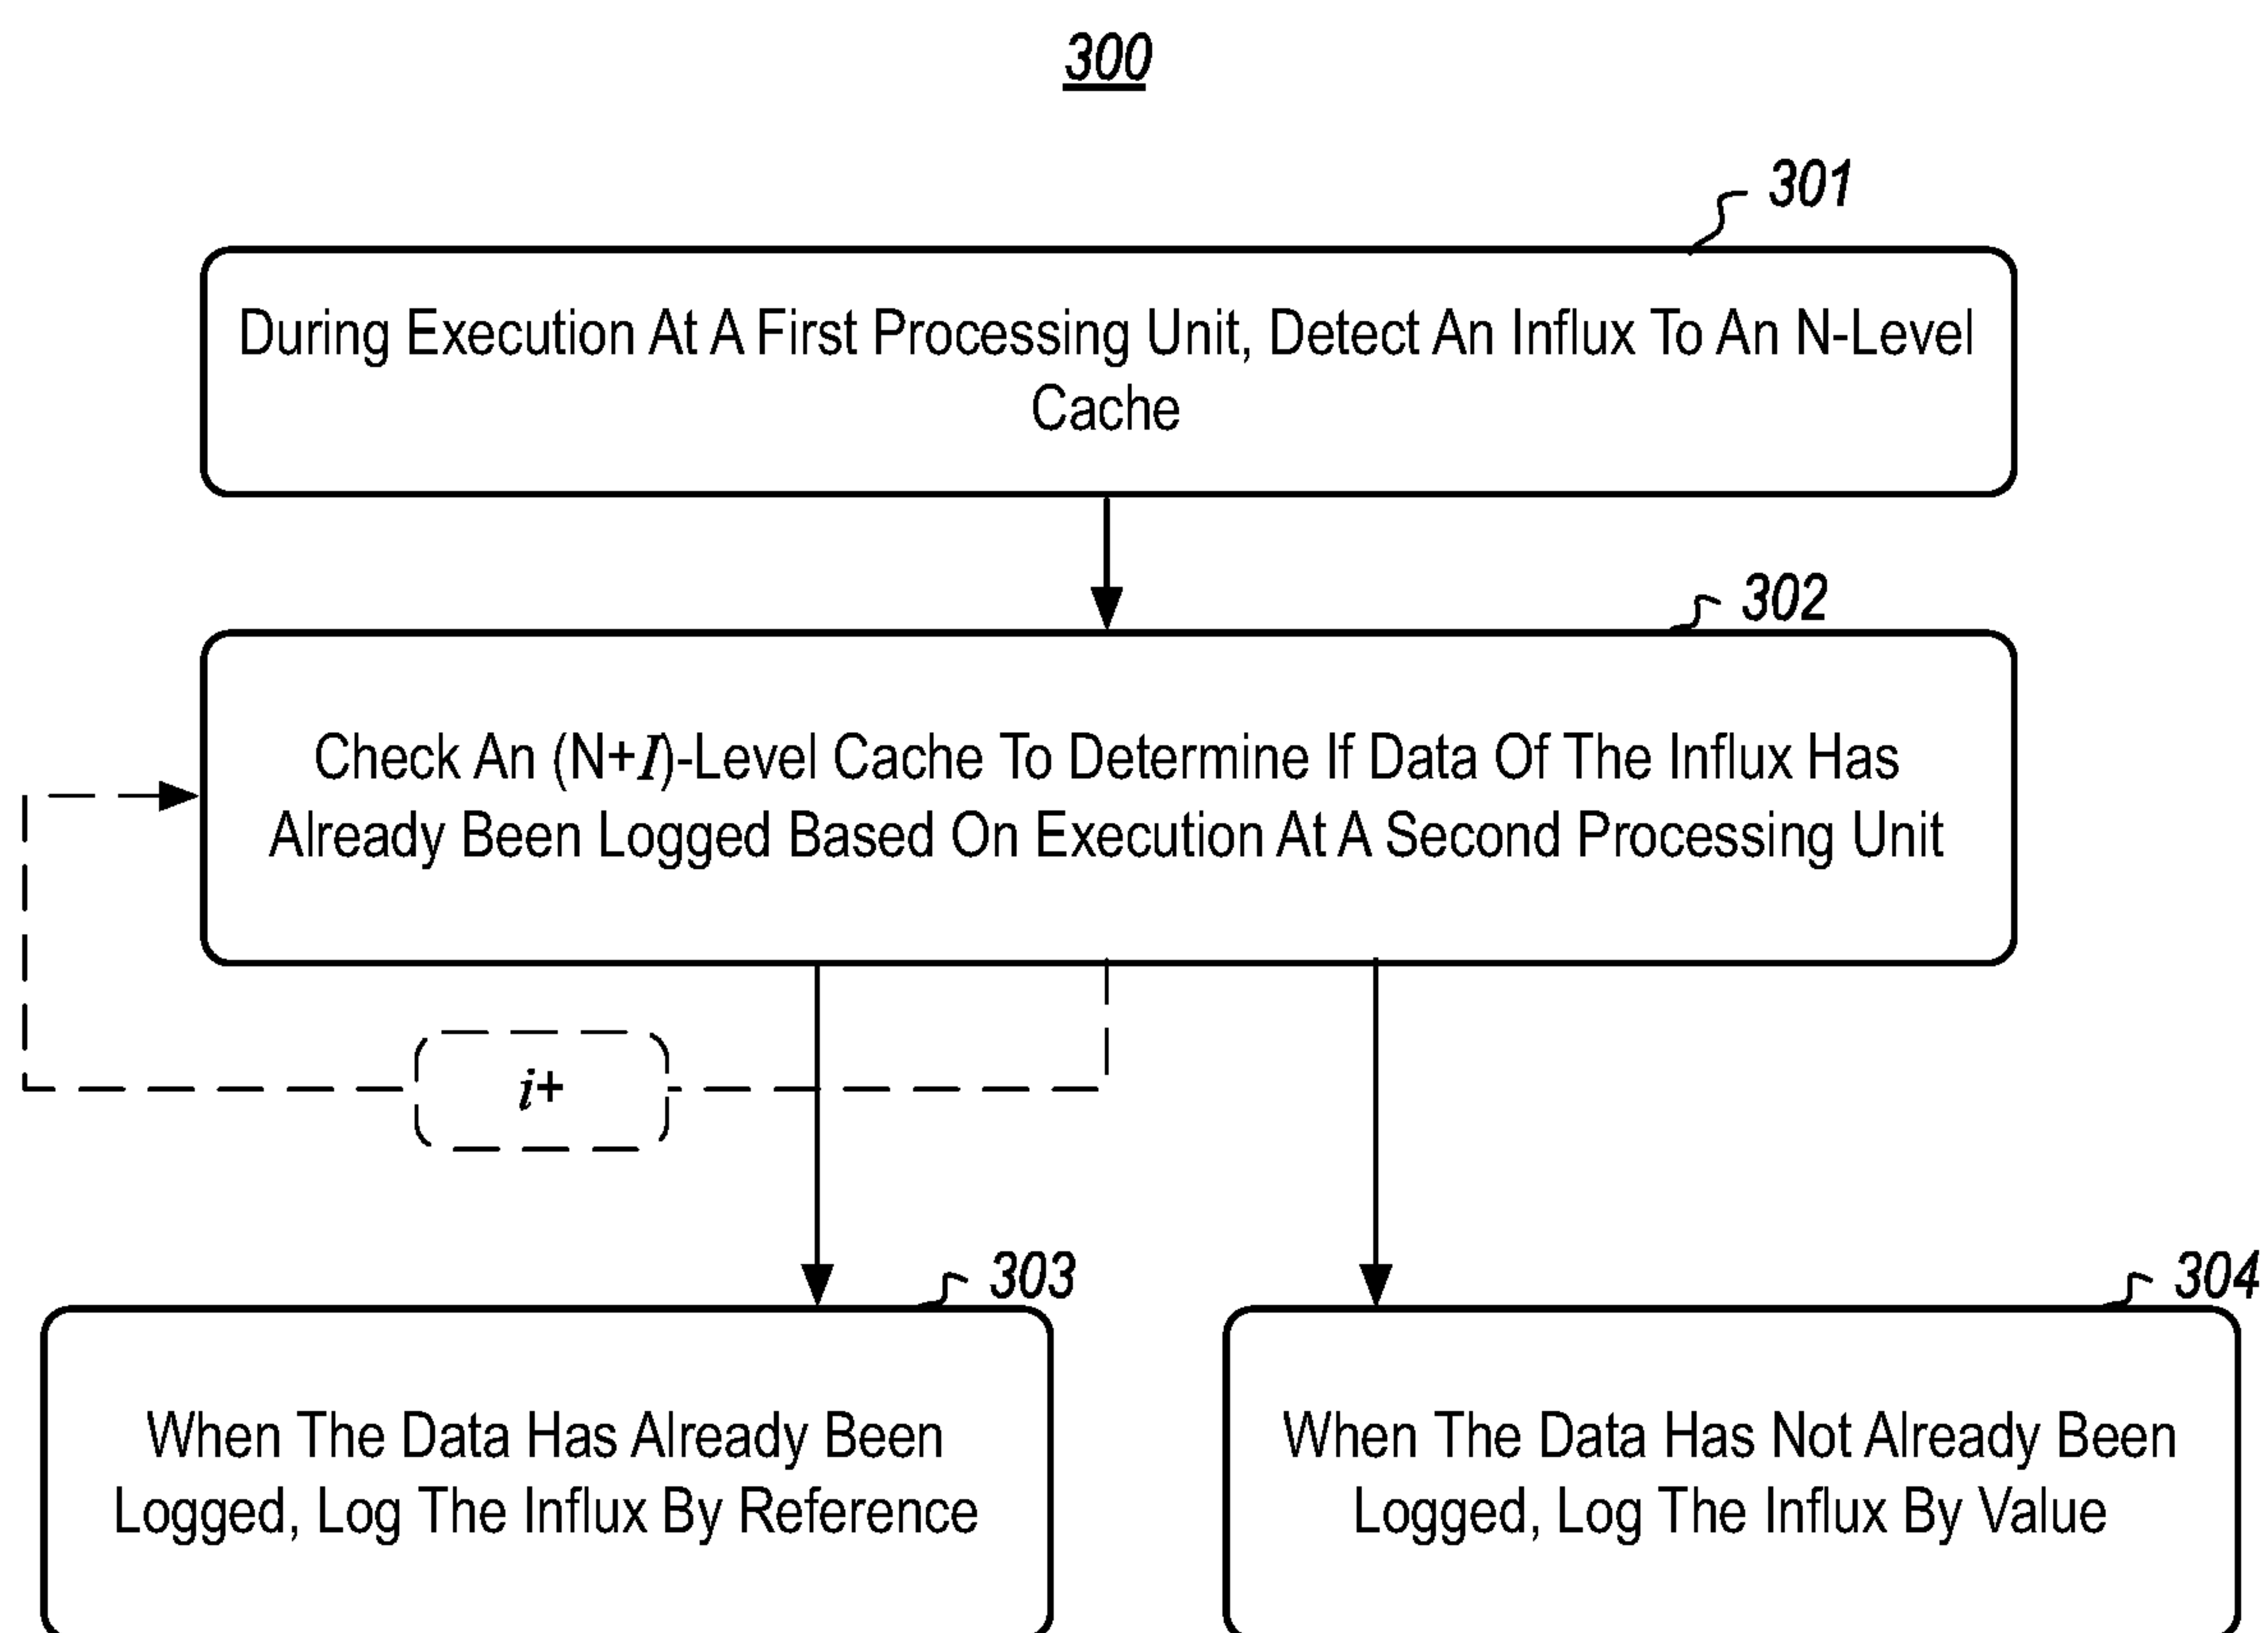 300
301
During Execution At A First Processing Unit, Detect An Influx To An N-Level
Cache
302
Check An (N+I)-Level Cache To Determine If Data Of The Influx Has
Already Been Logged Based On Execution At A Second Processing Unit
i+
303
When The Data Has Already Been
Logged, Log The Influx By Reference
304
When The Data Has Not Already Been
Logged, Log The Influx By Value